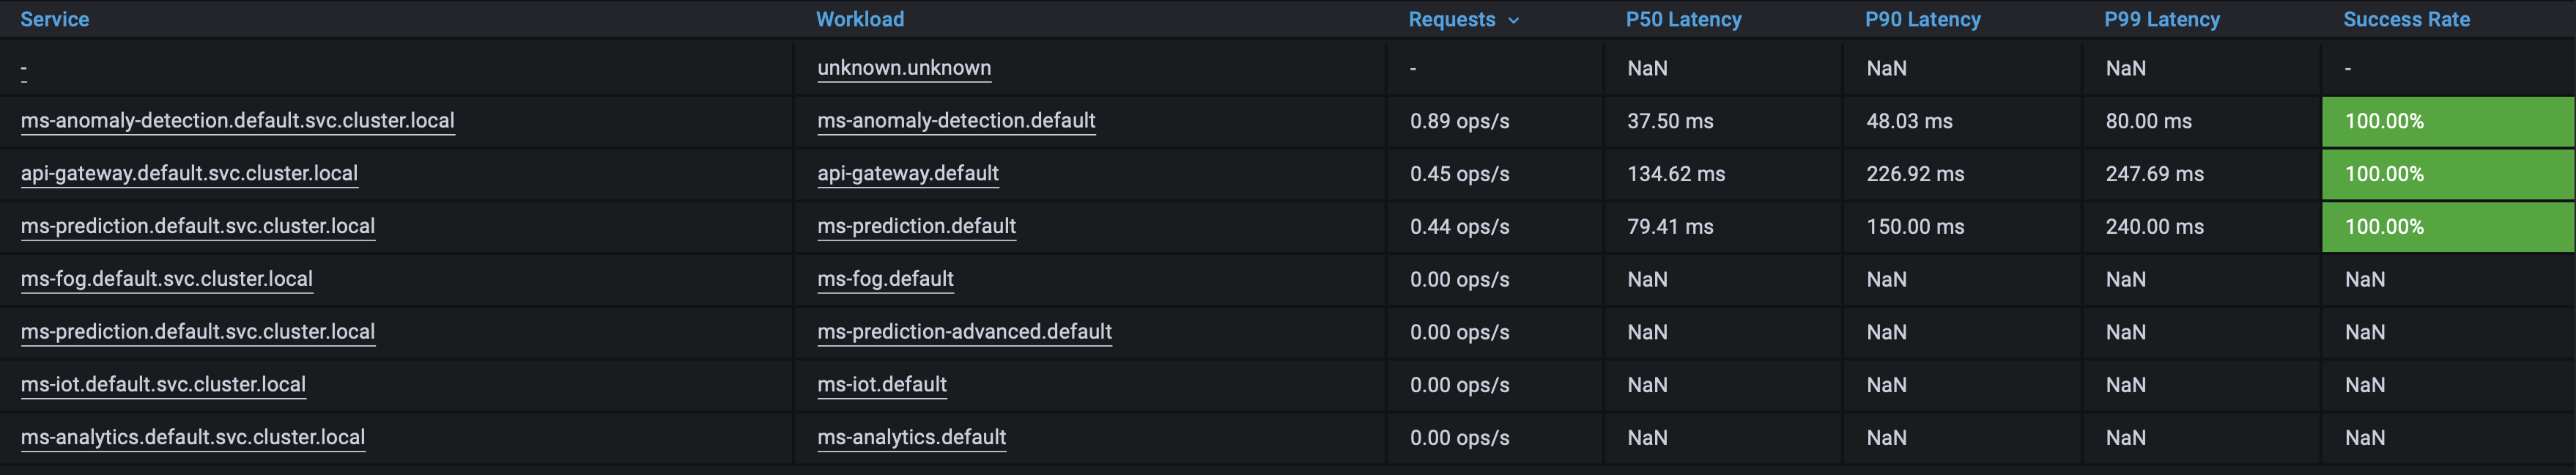 Service Workload Requests P50 Latency P90 Latency P99 Latency Success Rate
- unknown.unknown - NaN NaN NaN -
ms-anomaly-detection.default.svc.cluster.local ms-anomaly-detection.default 0.89 ops/s 37.50 ms 48.03 ms 80.00 ms 100.00%
api-gateway.default.svc.cluster.local api-gateway.default 0.45 ops/s 134.62 ms 226.92 ms 247.69 ms 100.00%
ms-prediction.default.svc.cluster.local ms-prediction.default 0.44 ops/s 79.41 ms 150.00 ms 240.00 ms 100.00%
ms-fog.default.svc.cluster.local ms-fog.default 0.00 ops/s NaN NaN NaN NaN
ms-prediction.default.svc.cluster.local ms-prediction-advanced.default 0.00 ops/s NaN NaN NaN NaN
ms-iot.default.svc.cluster.local ms-iot.default 0.00 ops/s NaN NaN NaN NaN
ms-analytics.default.svc.cluster.local ms-analytics.default 0.00 ops/s NaN NaN NaN NaN